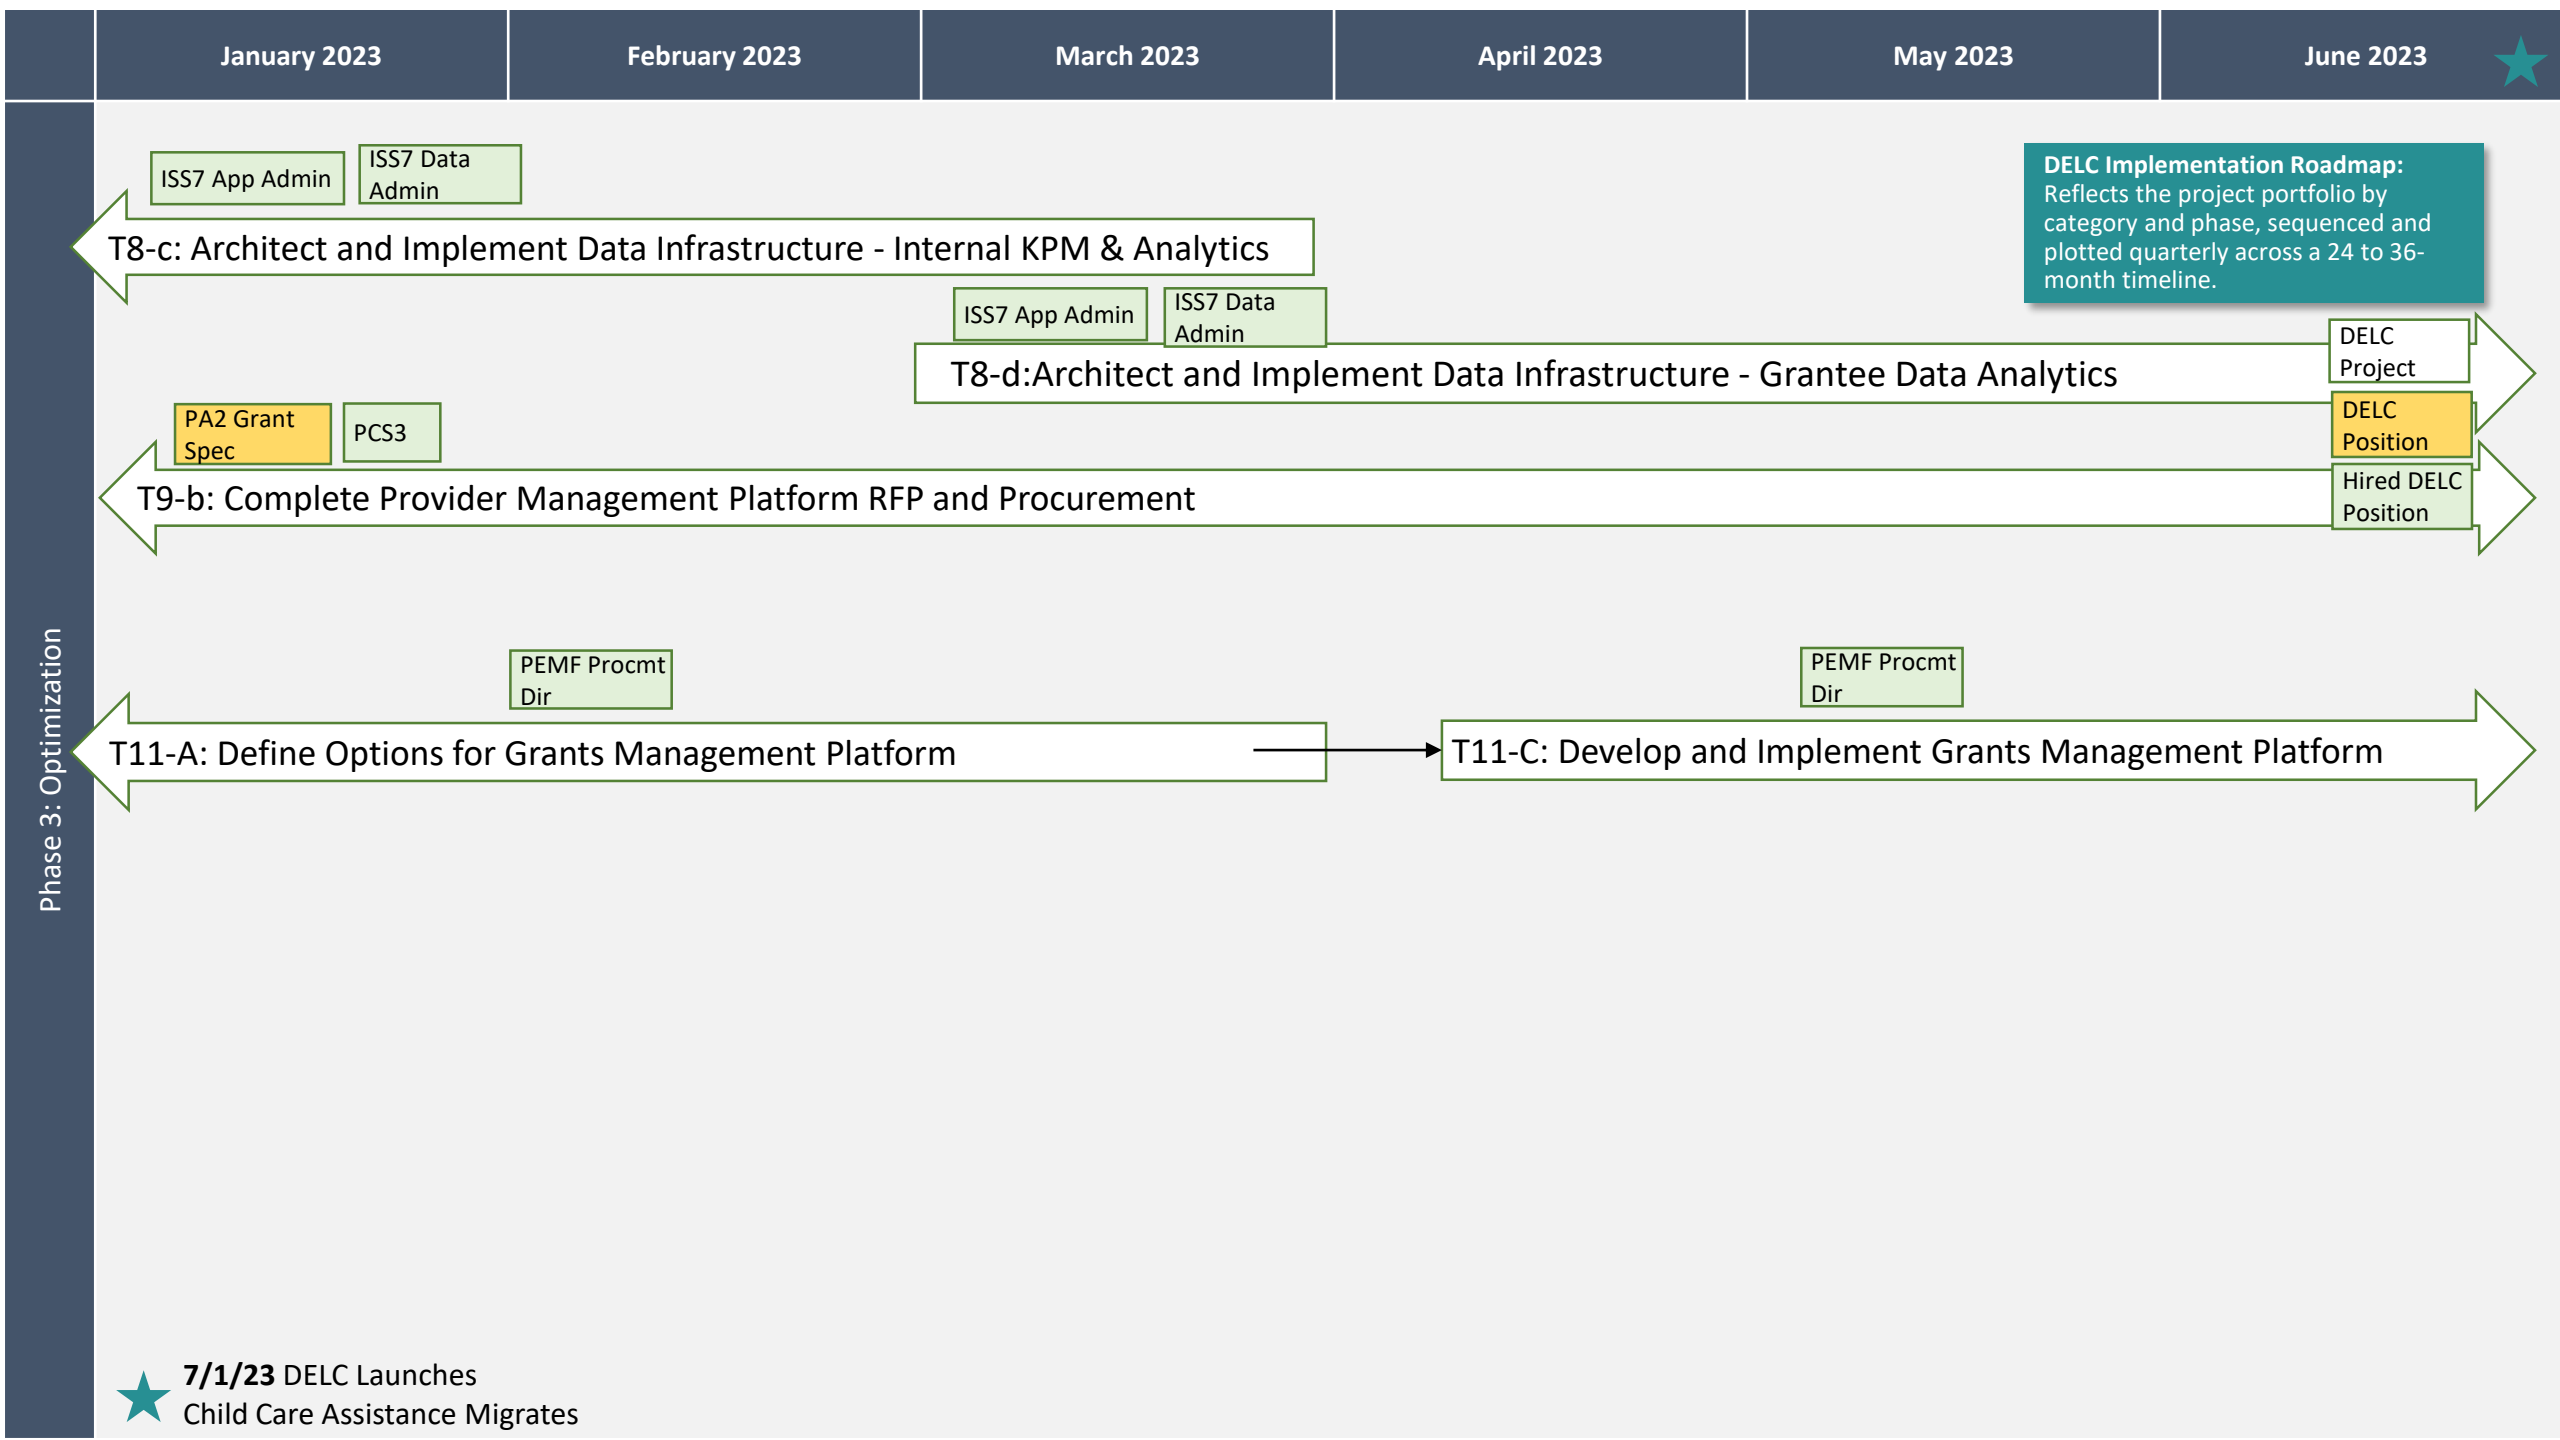 January 2023
February 2023
March 2023
April 2023
May 2023
June 2023
Phase 3: Optimization
ISS7 App Admin
ISS7 Data
Admin
T8-c: Architect and Implement Data Infrastructure - Internal KPM & Analytics
DELC Implementation Roadmap:
Reflects the project portfolio by
category and phase, sequenced and
plotted quarterly across a 24 to 36-
month timeline.
ISS7 App Admin
ISS7 Data
Admin
T8-d:Architect and Implement Data Infrastructure - Grantee Data Analytics
DELC
Project
DELC
Position
Hired DELC
Position
PA2 Grant
Spec
PCS3
T9-b: Complete Provider Management Platform RFP and Procurement
PEMF Procmt
Dir
T11-A: Define Options for Grants Management Platform
PEMF Procmt
Dir
T11-C: Develop and Implement Grants Management Platform
7/1/23 DELC Launches
Child Care Assistance Migrates